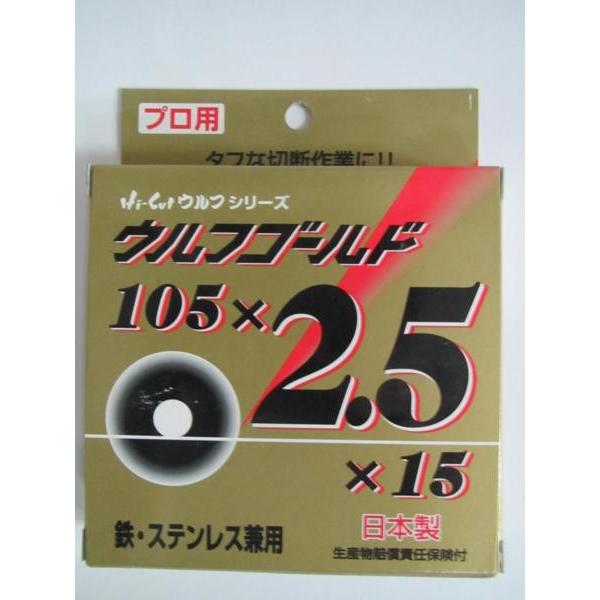 プロ用
タフな切断作業に!!
Hi-Cut ウルフシリーズ
ウルフゴールド
105×2.5
×15
鉄・ステンレス兼用
日本製
生産物賠償責任保険付